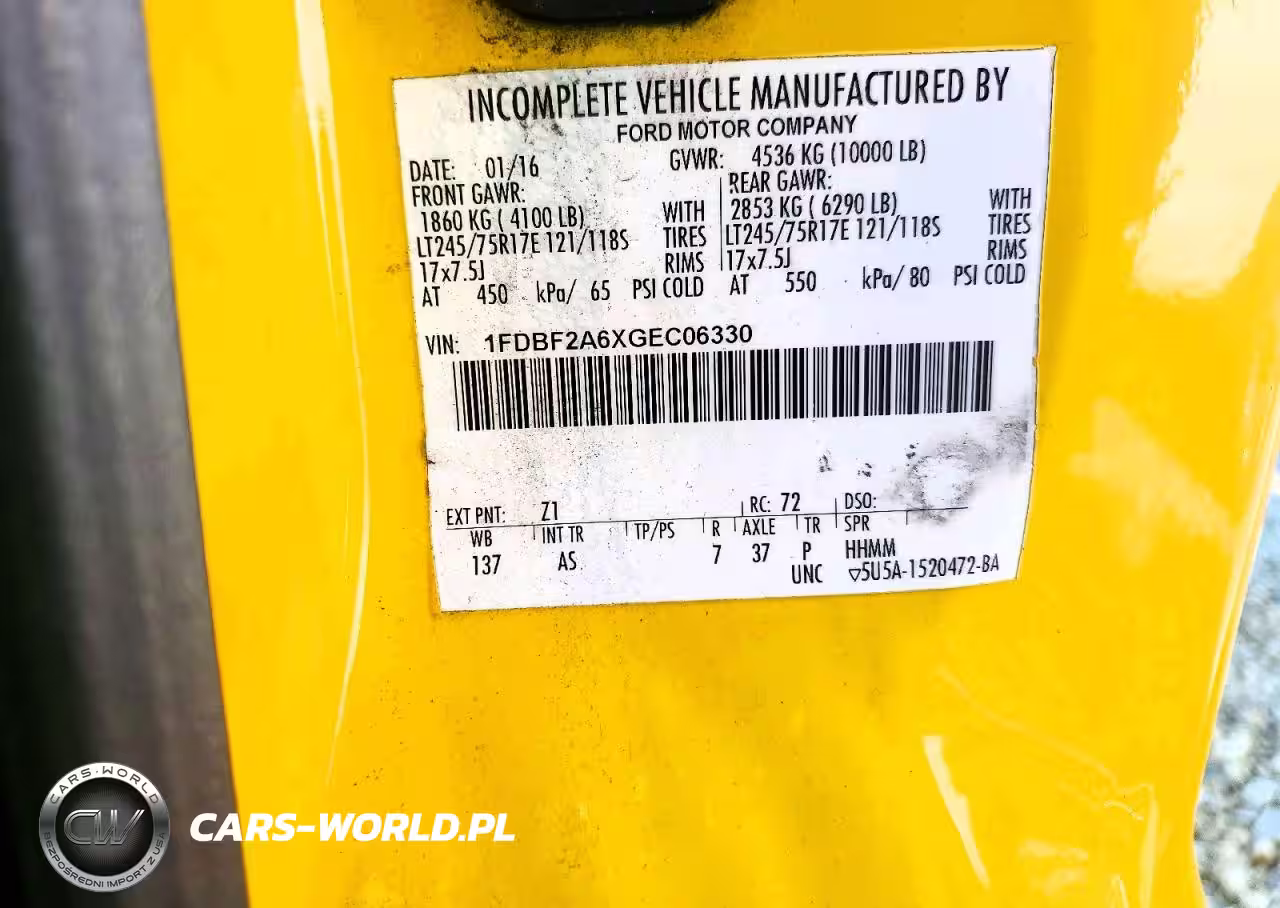 INCOMPLETE VEHICLE MANUFACTURED BY
FORD MOTOR COMPANY
DATE: 01/16 GVWR: 4536 KG (10000 LB)
FRONT GAWR: REAR GAWR:
1860 KG ( 4100 LB) WITH 2853 KG ( 6290 LB) WITH
LT245/75R17E 121/118S TIRES LT245/75R17E 121/118S TIRES
17x7.5J RIMS 17x7.5J RIMS
AT 450 kPa/ 65 PSI COLD AT 550 kPa/ 80 PSI COLD
VIN: 1FDBF2A6XGEC06330
EXT PNT: Z1 RC: 72 DSO:
WB INT TR TP/PS R AXLE TR SPR
137 AS 7 37 P HHMM
UNC ▽5U5A-1520472-BA
CARS-WORLD
CW
BEZPOŚREDNI IMPORT Z USA
CARS-WORLD.PL